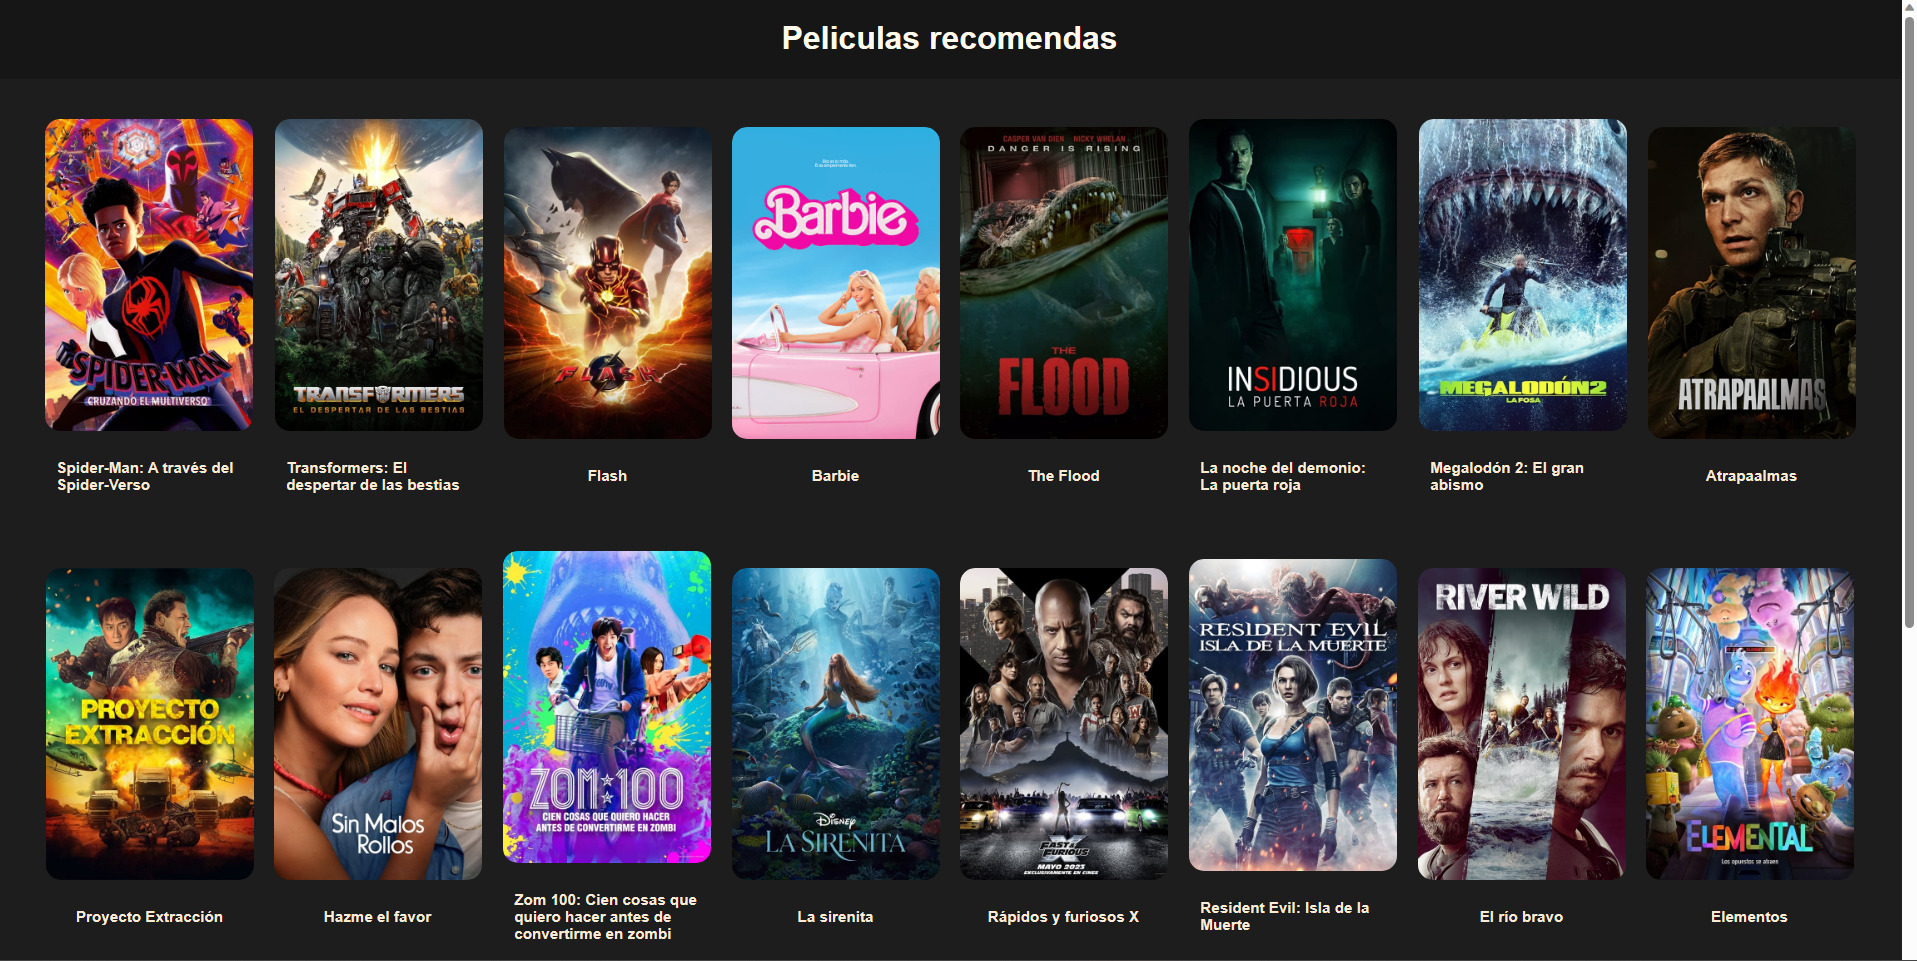 Peliculas recomendas
SPIDER-MAN
CRUZANDO EL MULTIVERSO
Spider-Man: A través del
Spider-Verso
TRANSFORMERS
EL DESPERTAR DE LAS BESTIAS
Transformers: El
despertar de las bestias
FLASH
Flash
Barbie
Barbie
CASPER VAN DIEN NICKY WHELAN
DANGER IS RISING
THE
FLOOD
The Flood
INSIDIOUS
LA PUERTA ROJA
La noche del demonio:
La puerta roja
MEGALODÓN2
LA FOSA
Megalodón 2: El gran
abismo
ATRAPAALMAS
Atrapaalmas
PROYECTO
EXTRACCIÓN
Proyecto Extracción
Sin Malos
Rollos
Hazme el favor
ZOM 100
CIEN COSAS QUE QUIERO HACER
ANTES DE CONVERTIRME EN ZOMBI
Zom 100: Cien cosas que
quiero hacer antes de
convertirme en zombi
Disney
LA SIRENITA
La sirenita
FAST &
FURIOUS
X
MAYO 2023
EXCLUSIVAMENTE EN CINES
Rápidos y furiosos X
RESIDENT EVIL
ISLA DE LA MUERTE
Resident Evil: Isla de la
Muerte
RIVER WILD
El río bravo
ELEMENTAL
Los opuestos se atraen
Elementos